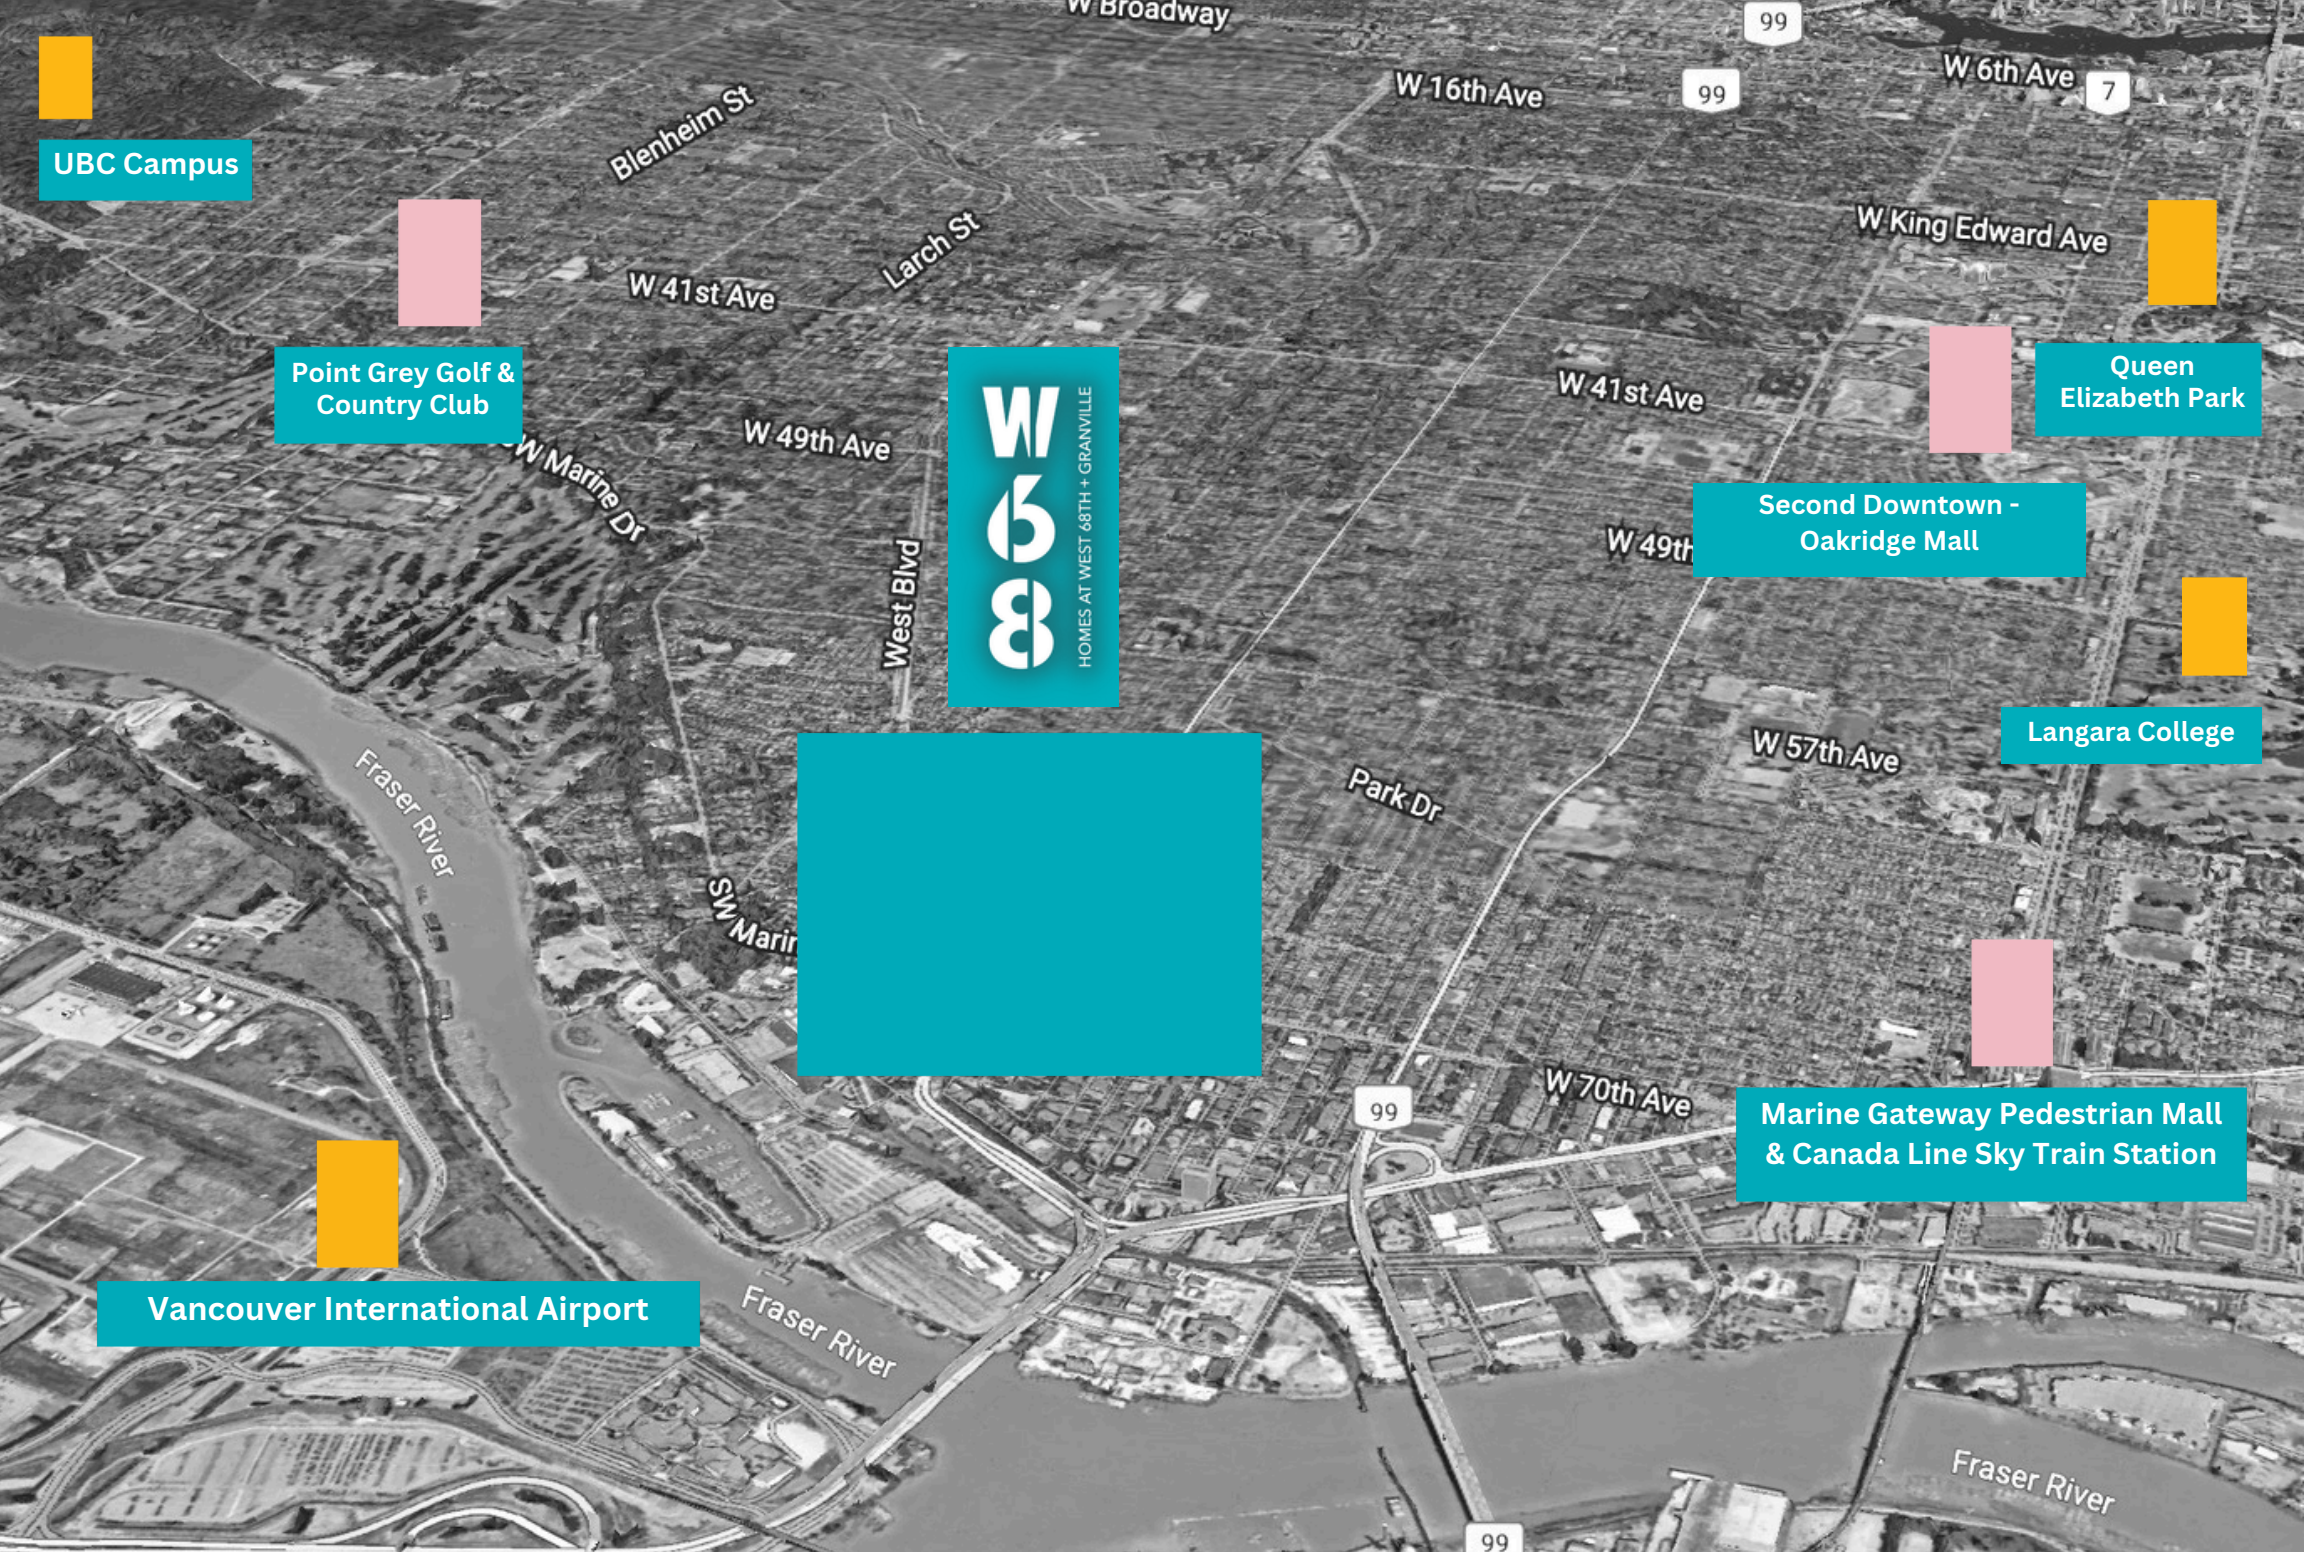 W Broadway
99
W 6th Ave
7
99
W 16th Ave
Blenheim St
UBC Campus
Larch St
W King Edward Ave
W 41st Ave
Point Grey Golf &
Country Club
Queen
Elizabeth Park
W 41st Ave
W 49th Ave
SW Marine Dr
W
68
HOMES AT WEST 68TH + GRANVILLE
Second Downtown -
Oakridge Mall
W 49th
West Blvd
Langara College
W 57th Ave
Park Dr
Fraser River
SW Marin
W 70th Ave
99
Marine Gateway Pedestrian Mall
& Canada Line Sky Train Station
Vancouver International Airport
Fraser River
Fraser River
99